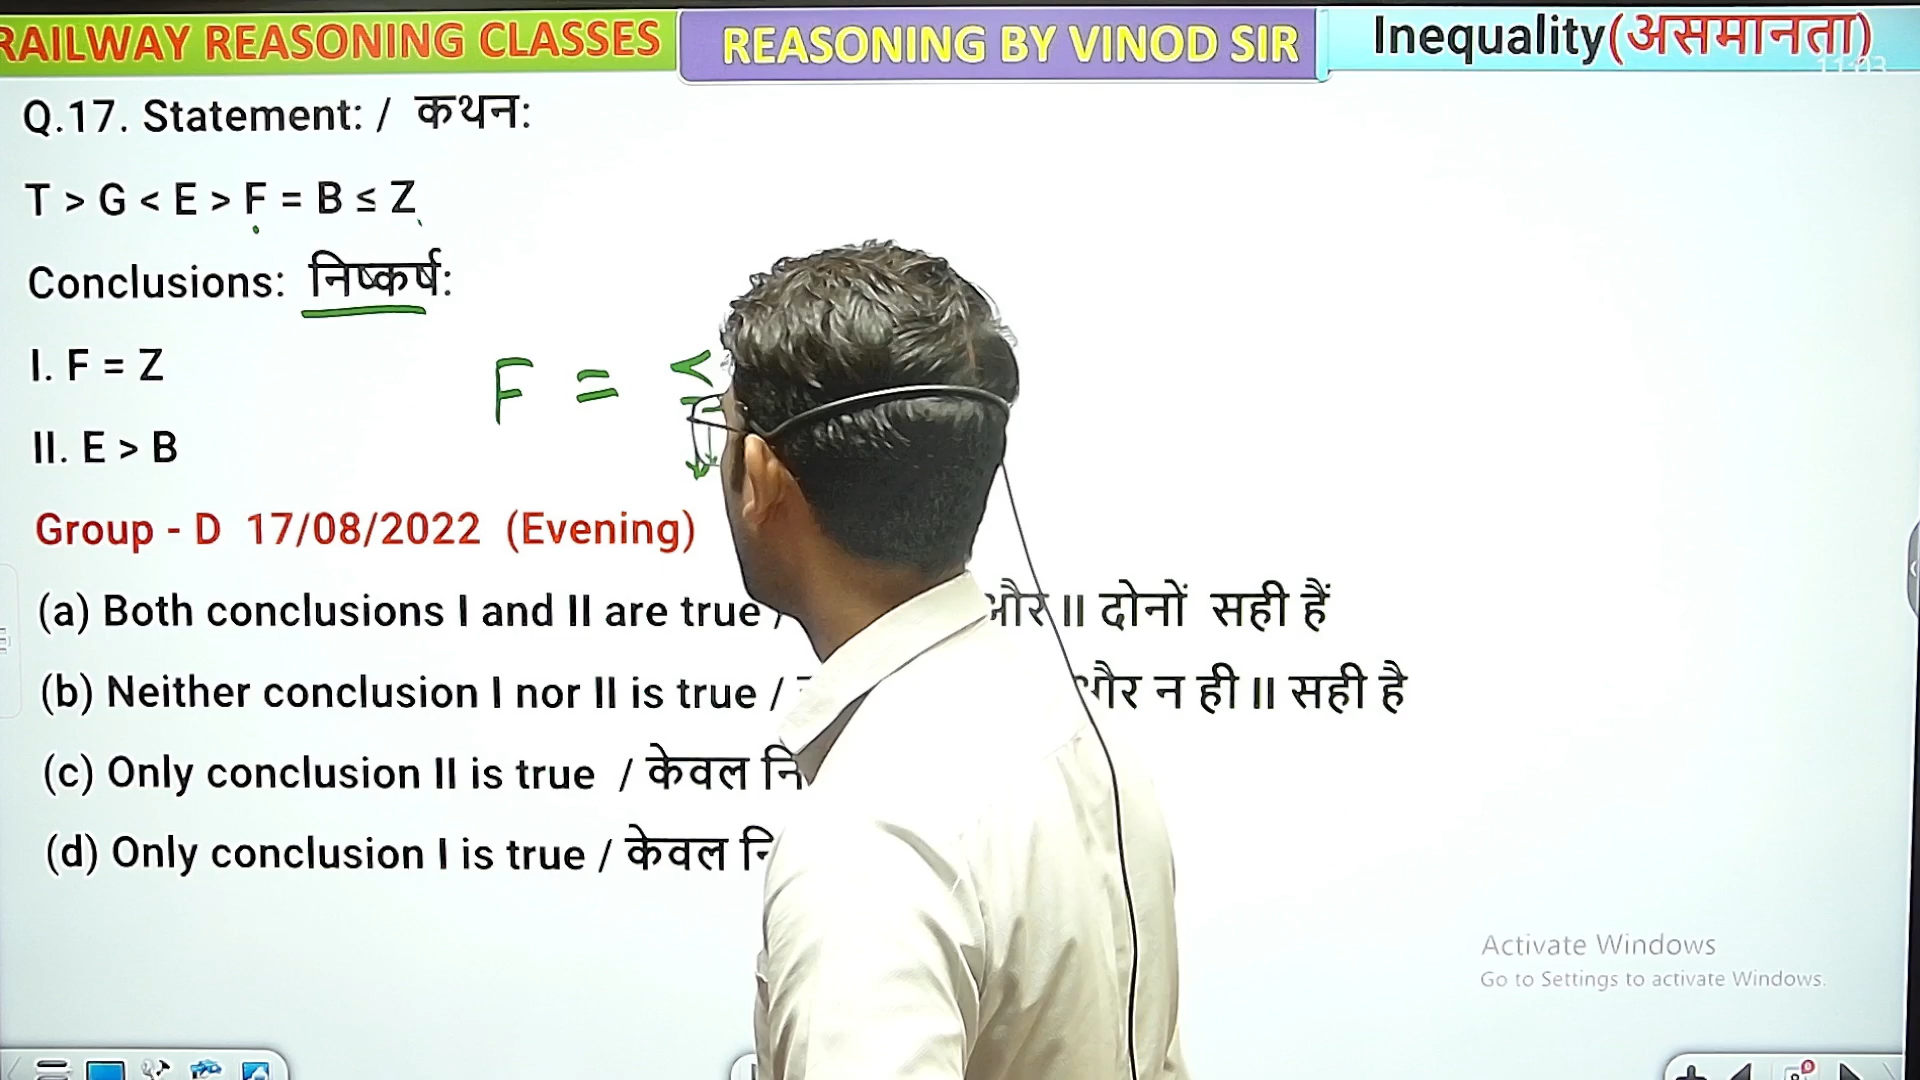 RAILWAY REASONING CLASSES REASONING BY VINOD SIR Inequality(असमानता)
11:03
Q.17. Statement: / कथन:
T > G < E > F = B ≤ Z
Conclusions: निष्कर्ष:
I. F = Z
F = ≤
II. E > B
Group - D 17/08/2022 (Evening)
(a) Both conclusions I and II are true / और II दोनों सही हैं
(b) Neither conclusion I nor II is true / और न ही II सही है
(c) Only conclusion II is true / केवल
(d) Only conclusion I is true / केवल
Activate Windows
Go to Settings to activate Windows.